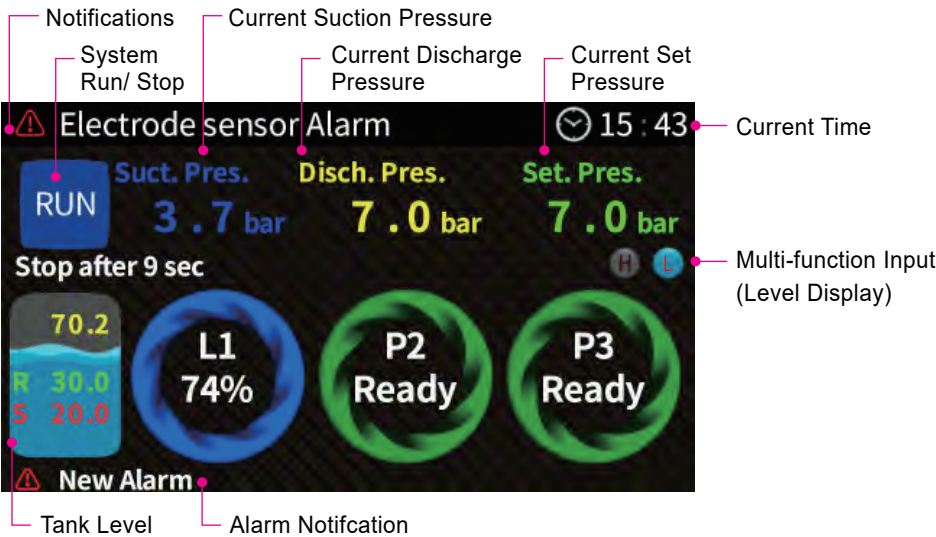 Notifications
Current Suction Pressure
System
Run/ Stop
Current Discharge
Pressure
Current Set
Pressure
Electrode sensor Alarm
15 : 43
Current Time
RUN
Suct. Pres.
3.7 bar
Disch. Pres.
7.0 bar
Set. Pres.
7.0 bar
Stop after 9 sec
H L
Multi-function Input
(Level Display)
70.2
R 30.0
S 20.0
L1
74%
P2
Ready
P3
Ready
New Alarm
Tank Level
Alarm Notifcation